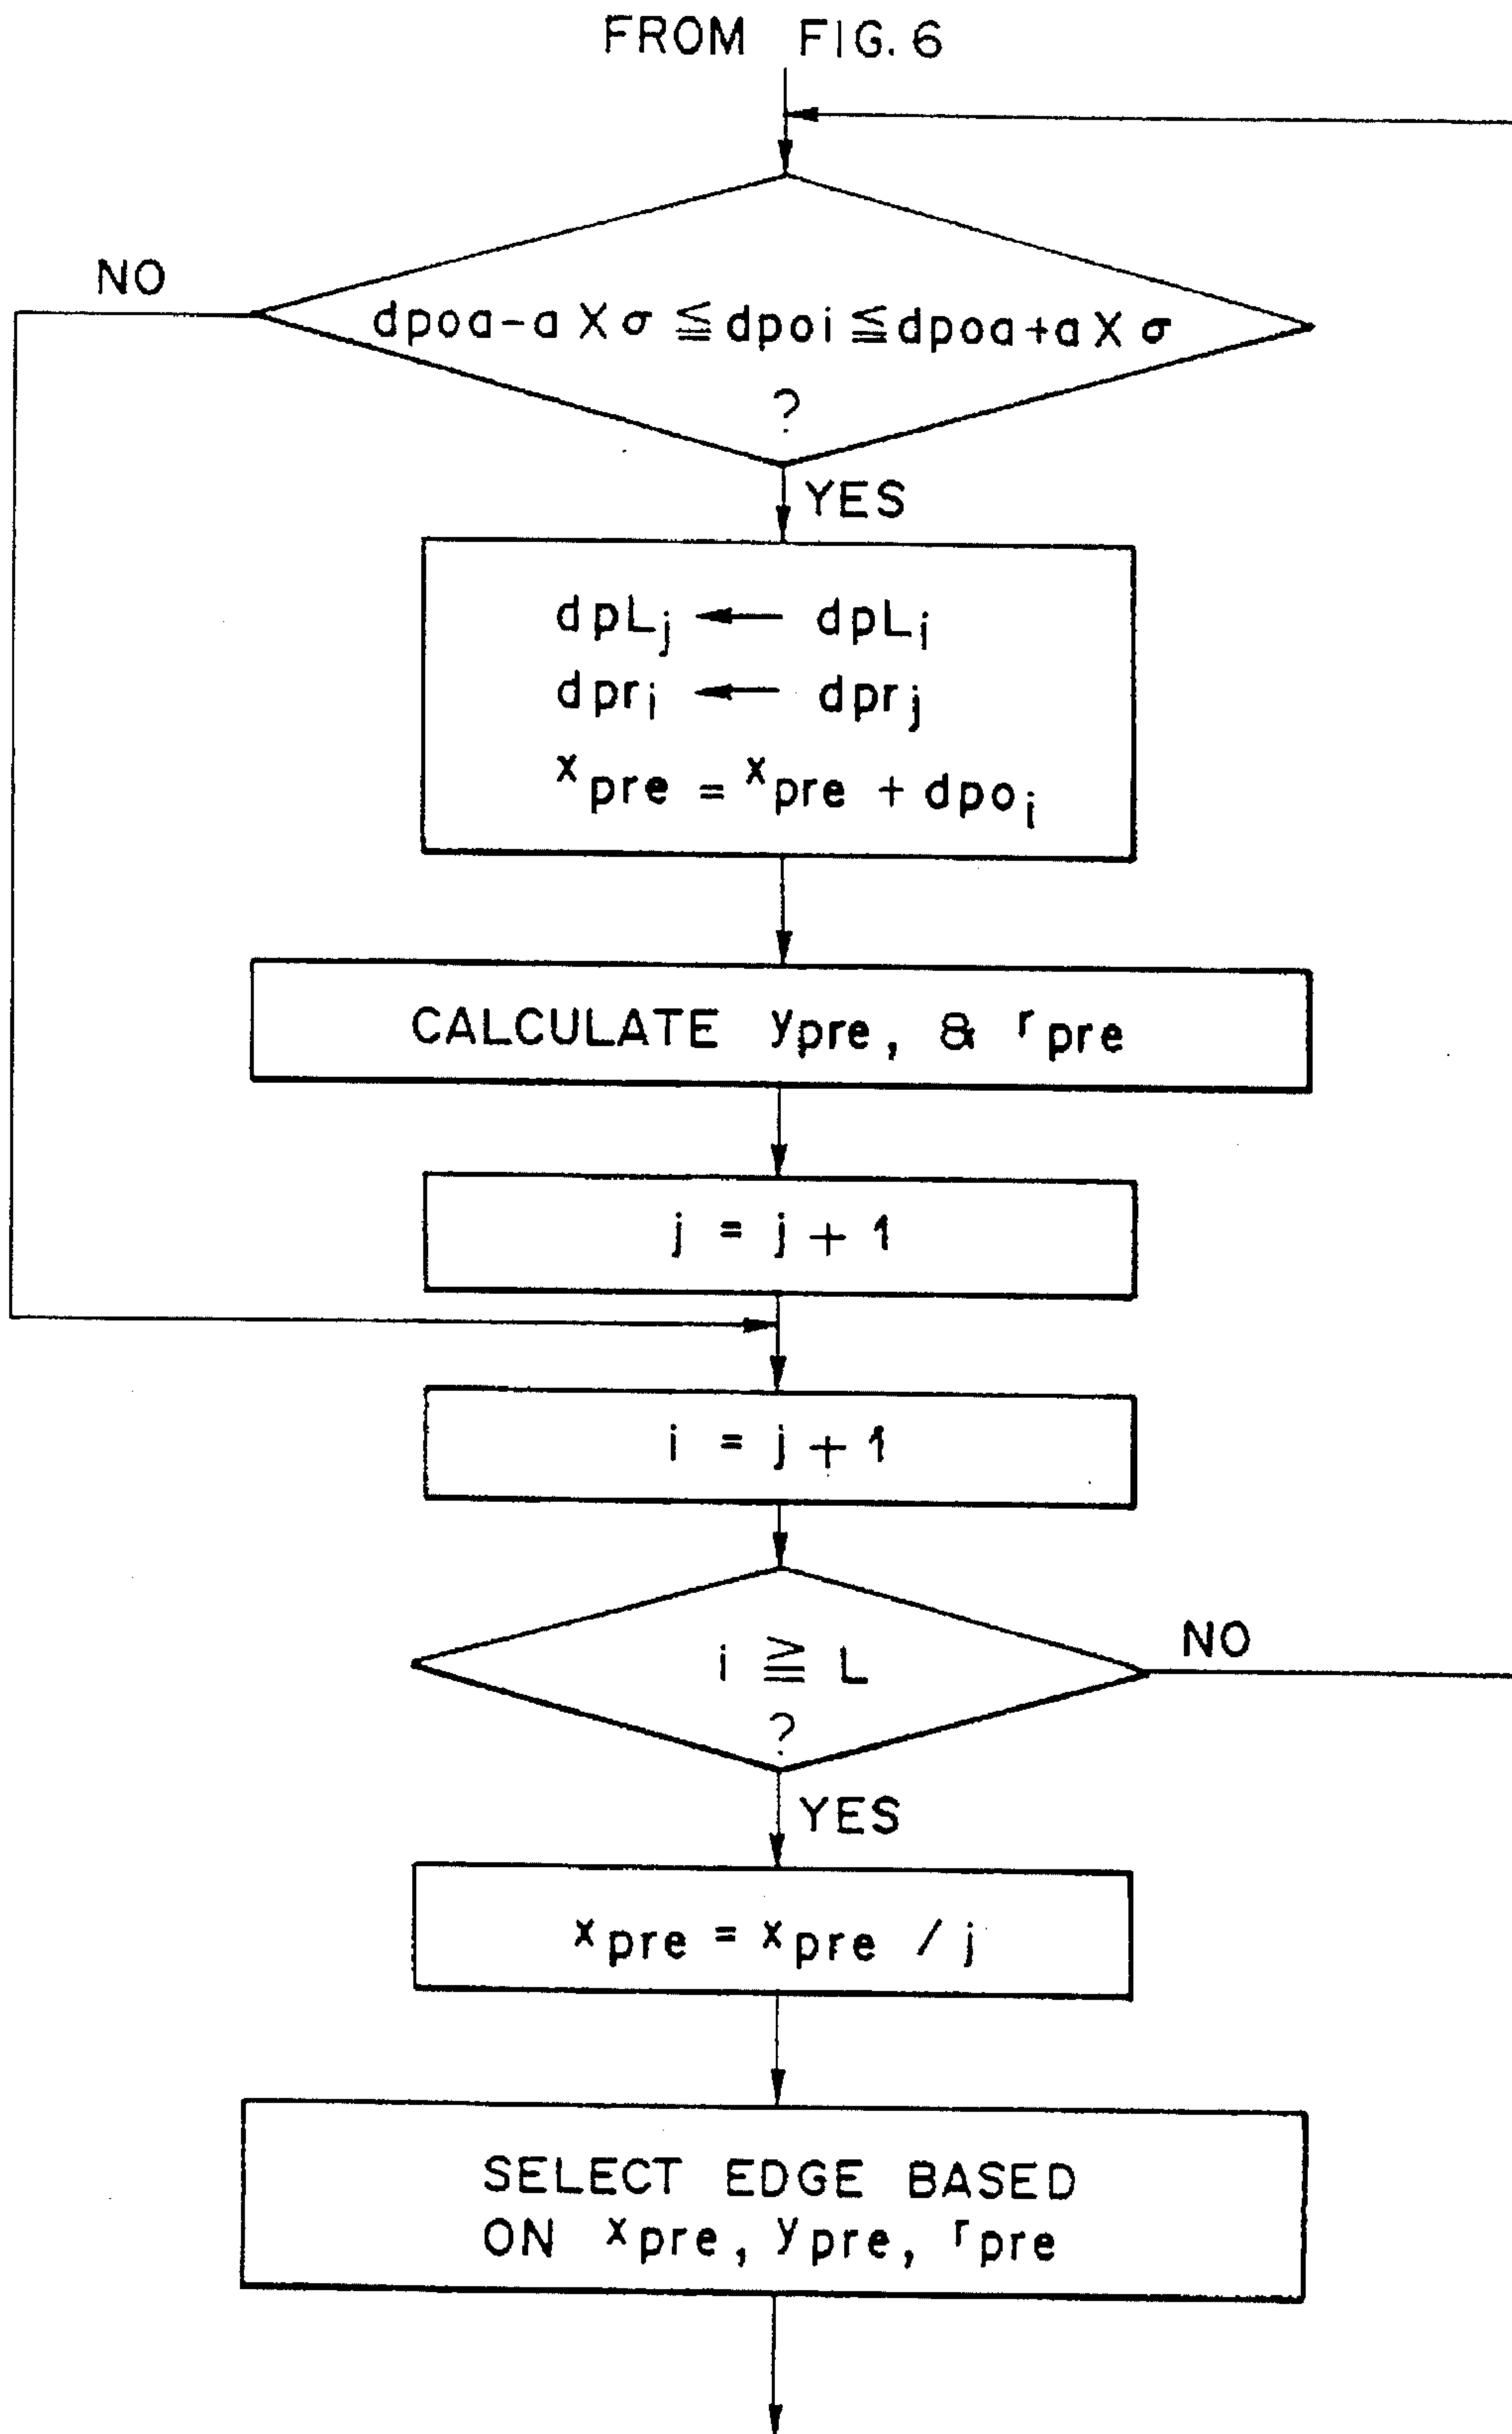 FROM FIG. 6
NO
dpoa-a X σ ≦ dpoi ≦ dpoa+a X σ
?
YES
dpLj ← dpLi
dpri ← dprj
xpre = xpre + dpoi
CALCULATE ypre, & rpre
j = j + 1
i = j + 1
i ≧ L
?
NO
YES
xpre = xpre / j
SELECT EDGE BASED
ON xpre, ypre, rpre